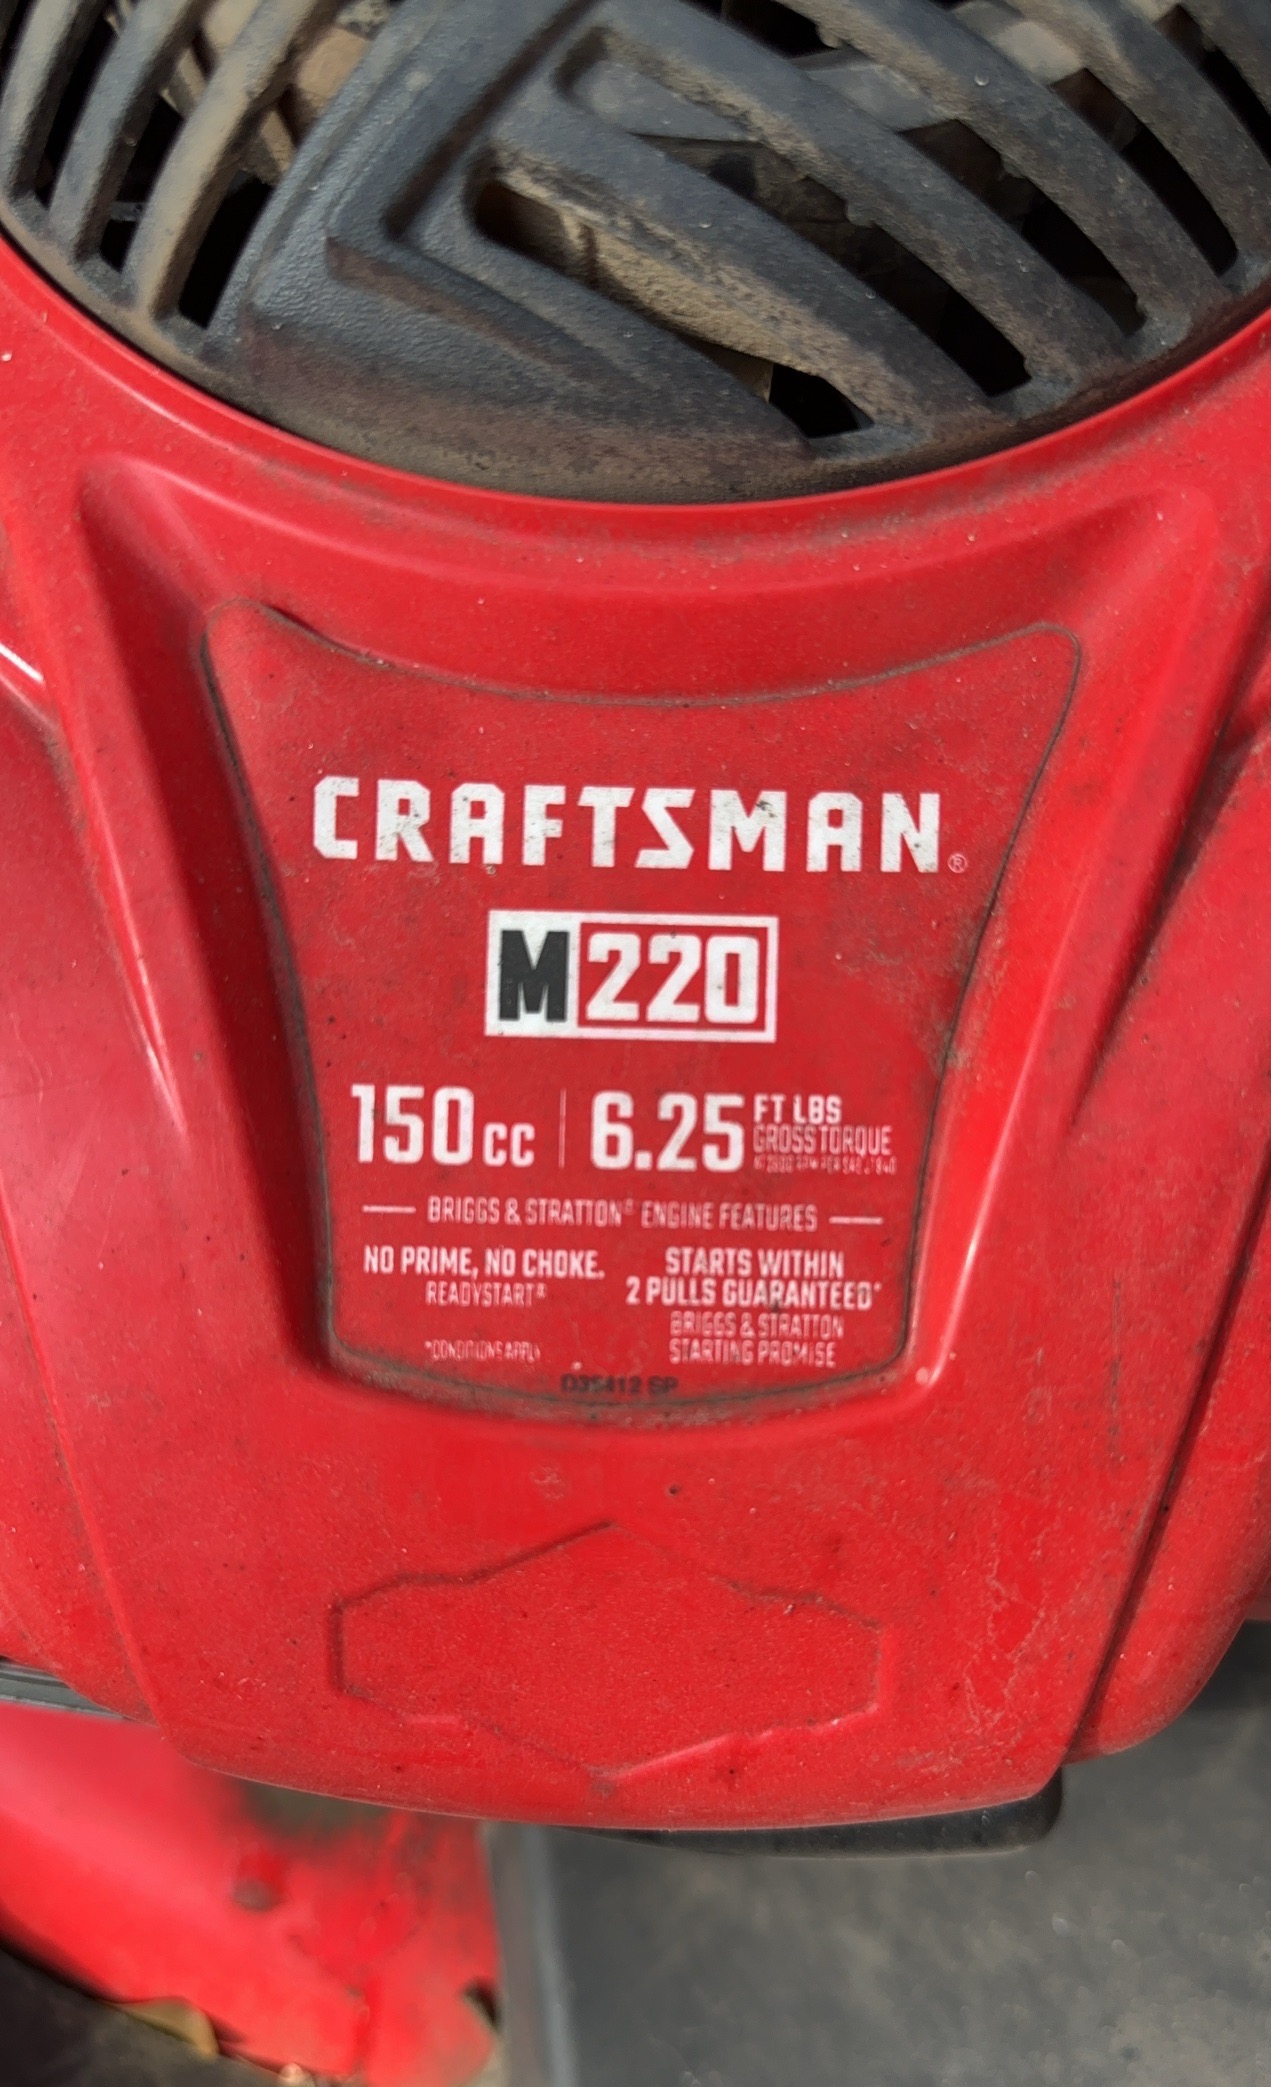 CRAFTSMAN®
M220
150cc | 6.25 FT LBS
GROSS TORQUE
BRIGGS & STRATTON® ENGINE FEATURES
NO PRIME, NO CHOKE.
READYSTART®
STARTS WITHIN
2 PULLS GUARANTEED*
BRIGGS & STRATTON
STARTING PROMISE
*CONDITIONS APPLY